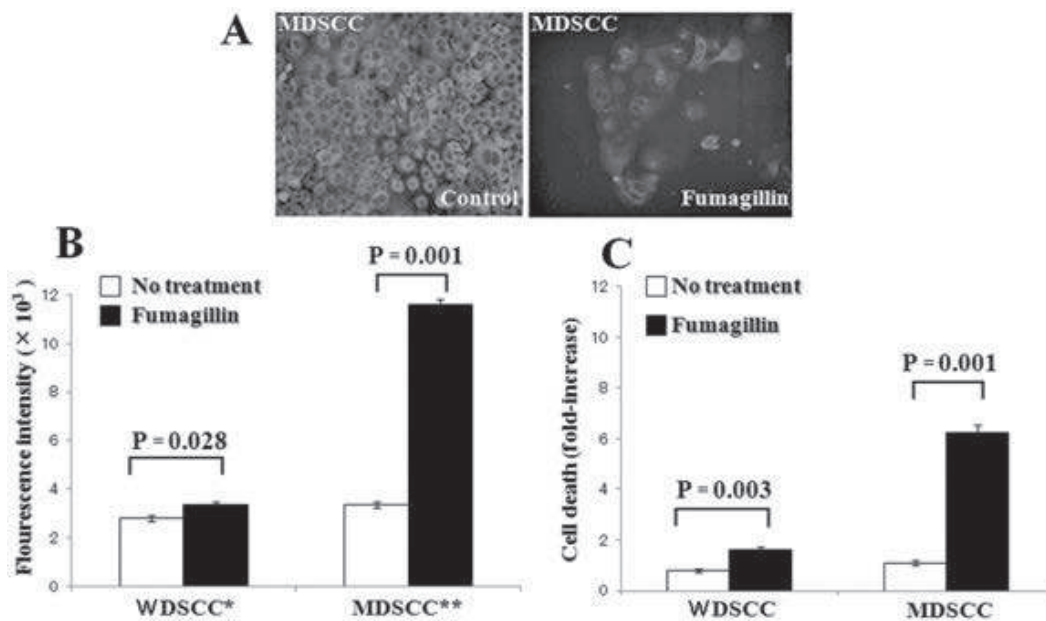 A
MDSCC
Control
MDSCC
Fumagillin
B
P = 0.001
No treatment
Fumagillin
P = 0.028
Flourescence intensity (× 10³)
12
10
8
6
4
2
0
WDSCC*
MDSCC**
C
No treatment
Fumagillin
P = 0.001
P = 0.003
Cell death (fold-increase)
12
10
8
6
4
2
0
WDSCC
MDSCC